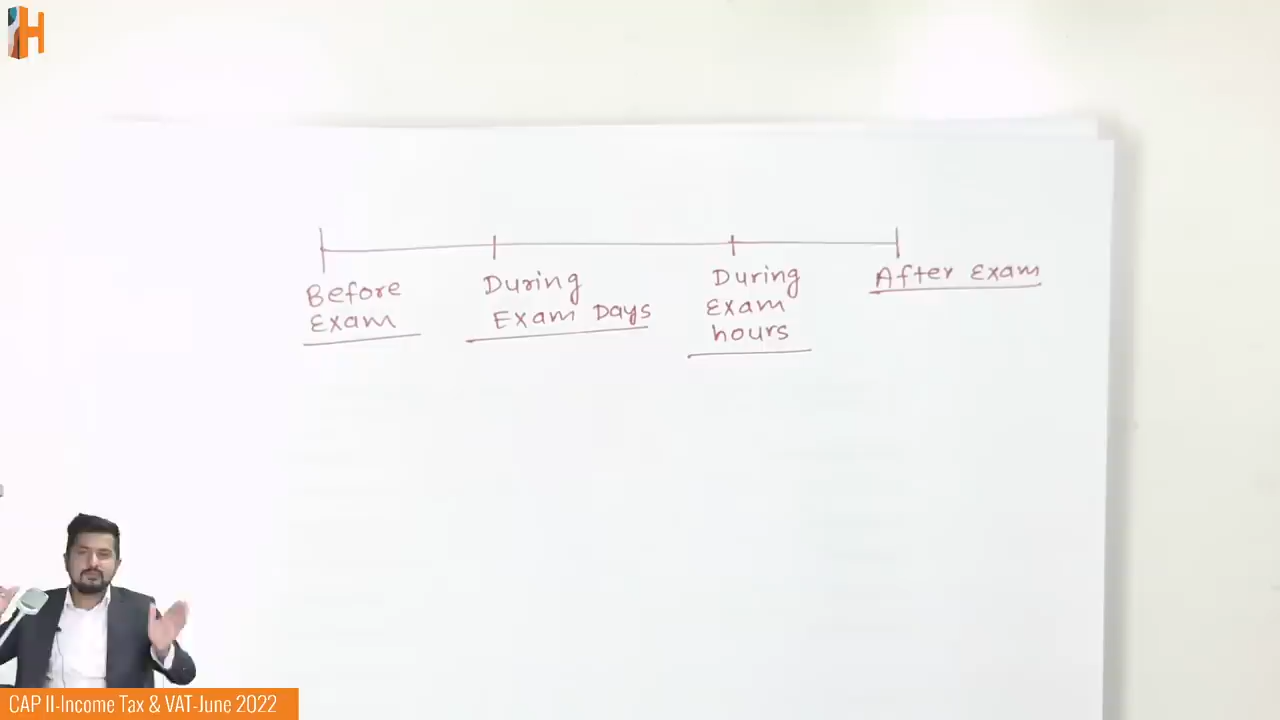 H
Before
Exam
During
Exam Days
During
Exam
hours
After Exam
CAP II-Income Tax & VAT-June 2022